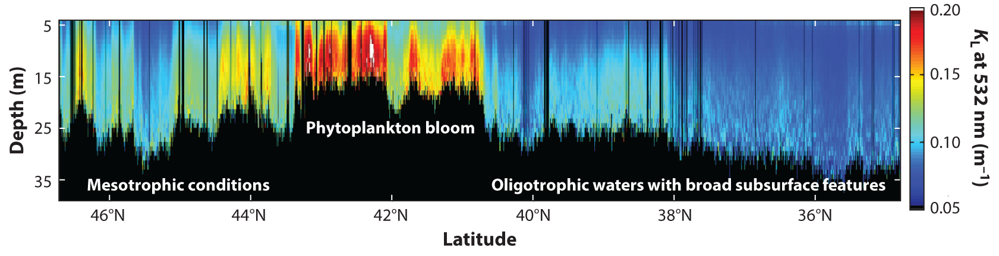 5
15
25
35
Depth (m)
Phytoplankton bloom
Mesotrophic conditions
Oligotrophic waters with broad subsurface features
46°N
44°N
42°N
40°N
38°N
36°N
Latitude
0.20
0.15
0.10
0.05
K_L at 532 nm (m⁻¹)